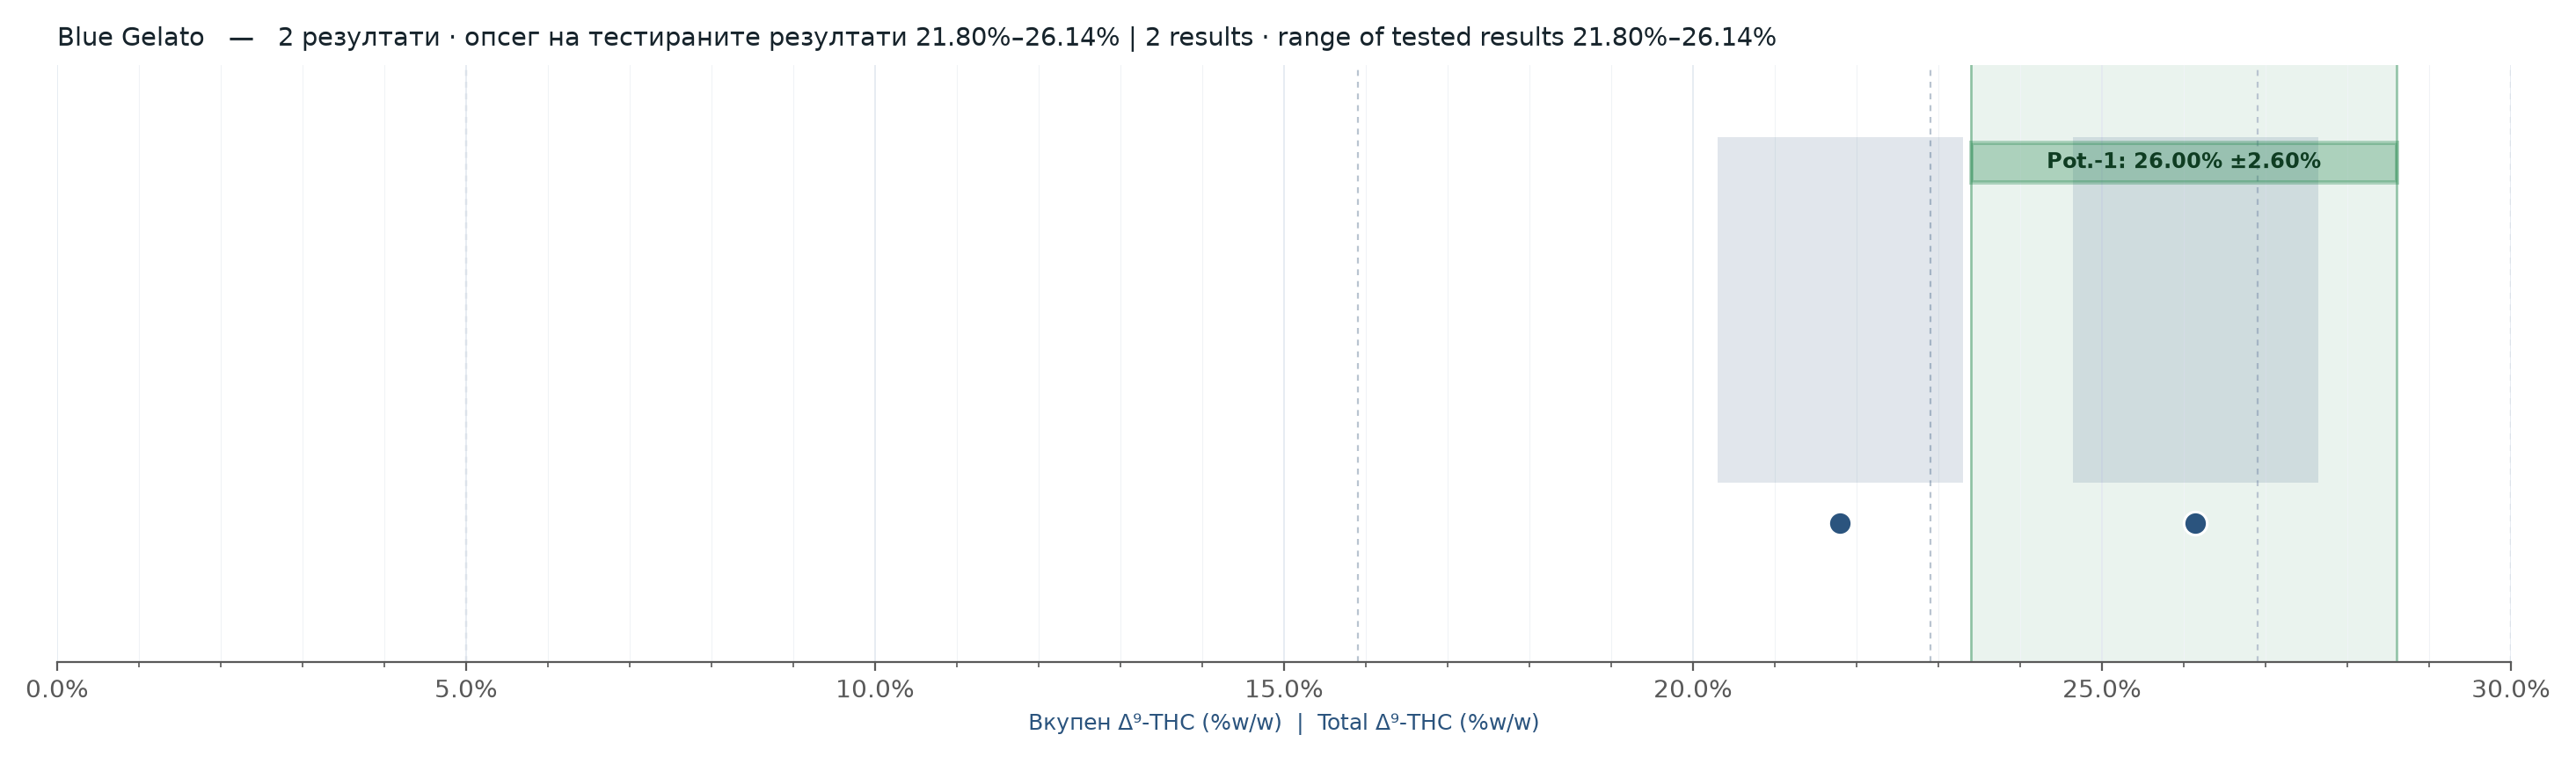 Blue Gelato — 2 резултати · опсег на тестираните резултати 21.80%–26.14% | 2 results · range of tested results 21.80%–26.14%
Pot.-1: 26.00% ±2.60%
0.0% 5.0% 10.0% 15.0% 20.0% 25.0% 30.0%
Вкупен Δ⁹-THC (%w/w) | Total Δ⁹-THC (%w/w)